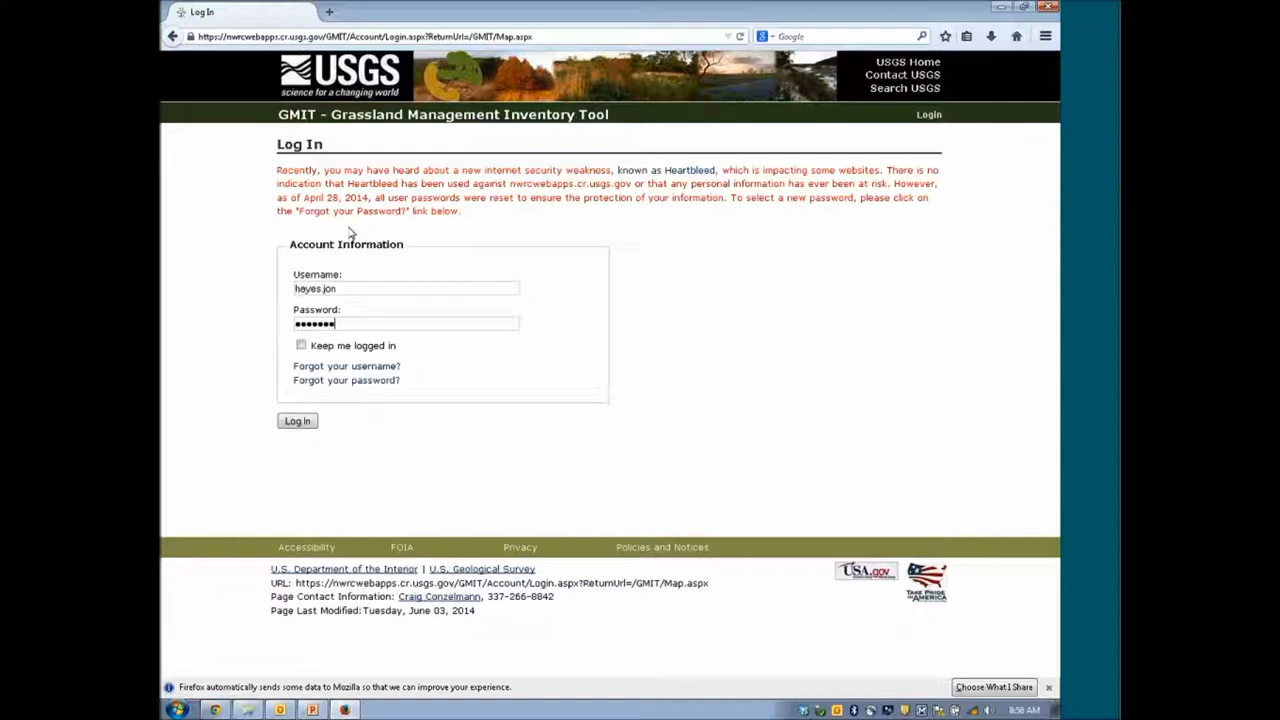 Log In
https://nwrcwebapps.cr.usgs.gov/GMIT/Account/Login.aspx?ReturnUrl=/GMIT/Map.aspx
Google
USGS
science for a changing world
USGS Home
Contact USGS
Search USGS
GMIT - Grassland Management Inventory Tool
Login
Log In
Recently, you may have heard about a new internet security weakness, known as Heartbleed, which is impacting some websites. There is no
indication that Heartbleed has been used against nwrcwebapps.cr.usgs.gov or that any personal information has ever been at risk. However,
as of April 28, 2014, all user passwords were reset to ensure the protection of your information. To select a new password, please click on
the "Forgot your Password?" link below.
Account Information
Username:
hayes.jon
Password:
•••••••
Keep me logged in
Forgot your username?
Forgot your password?
Log In
Accessibility FOIA Privacy Policies and Notices
U.S. Department of the Interior | U.S. Geological Survey
URL: https://nwrcwebapps.cr.usgs.gov/GMIT/Account/Login.aspx?ReturnUrl=/GMIT/Map.aspx
Page Contact Information: Craig Conzelmann, 337-266-8842
Page Last Modified: Tuesday, June 03, 2014
USA.gov
TAKE PRIDE IN AMERICA
Firefox automatically sends some data to Mozilla so that we can improve your experience.
Choose What I Share
8:56 AM